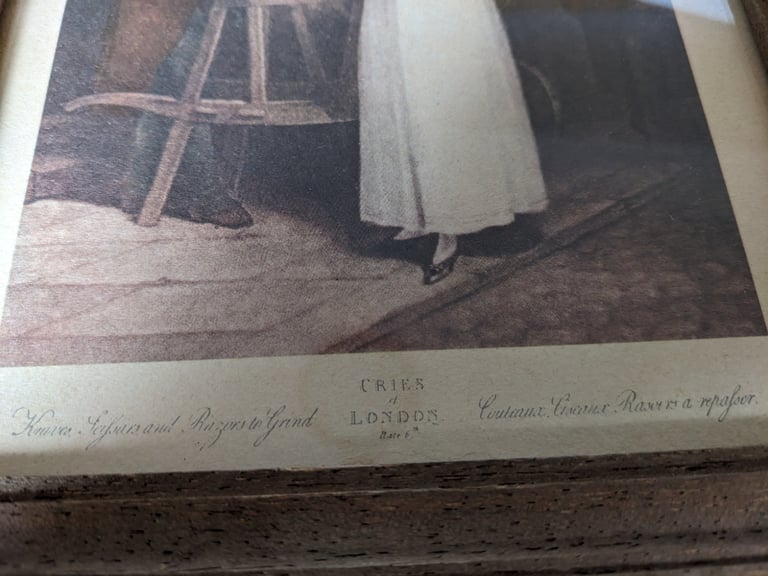 CRIES
of
LONDON
Plate 6th
Knives, Scissars and Razors to Grind
Couteaux, Ciseaux, Rasoirs a repasser.